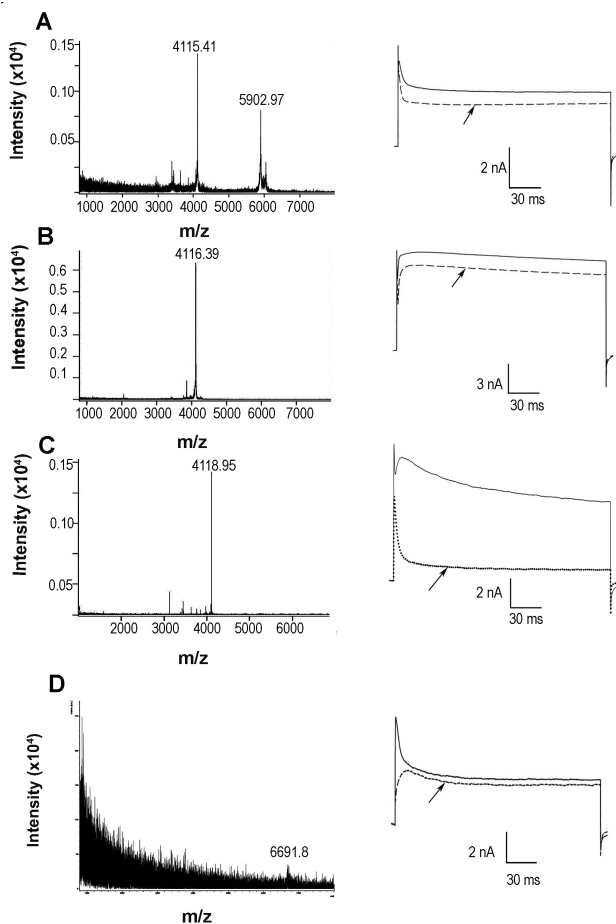 A
Intensity (x10⁴)
0.15
0.10
0.05
4115.41
5902.97
1000 2000 3000 4000 5000 6000 7000
m/z
2 nA
30 ms
B
Intensity (x10⁴)
0.6
0.5
0.4
0.3
0.2
0.1
4116.39
1000 2000 3000 4000 5000 6000 7000
m/z
3 nA
30 ms
C
Intensity (x10⁴)
0.15
0.10
0.05
4118.95
2000 3000 4000 5000 6000
m/z
2 nA
30 ms
D
Intensity (x10⁴)
6691.8
m/z
2 nA
30 ms